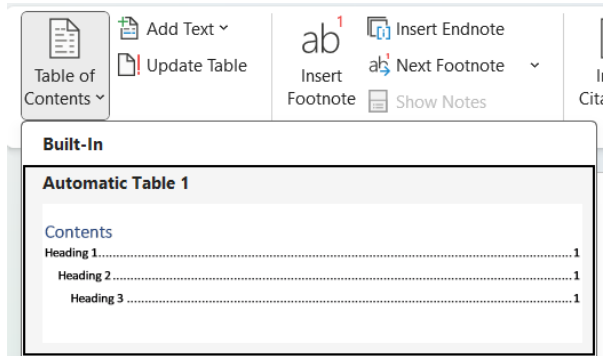 Table of
Contents
Add Text
Update Table
ab1
Insert
Footnote
Insert Endnote
Next Footnote
Show Notes
Built-In
Automatic Table 1
Contents
Heading 1........................................................................1
Heading 2........................................................................1
Heading 3........................................................................1